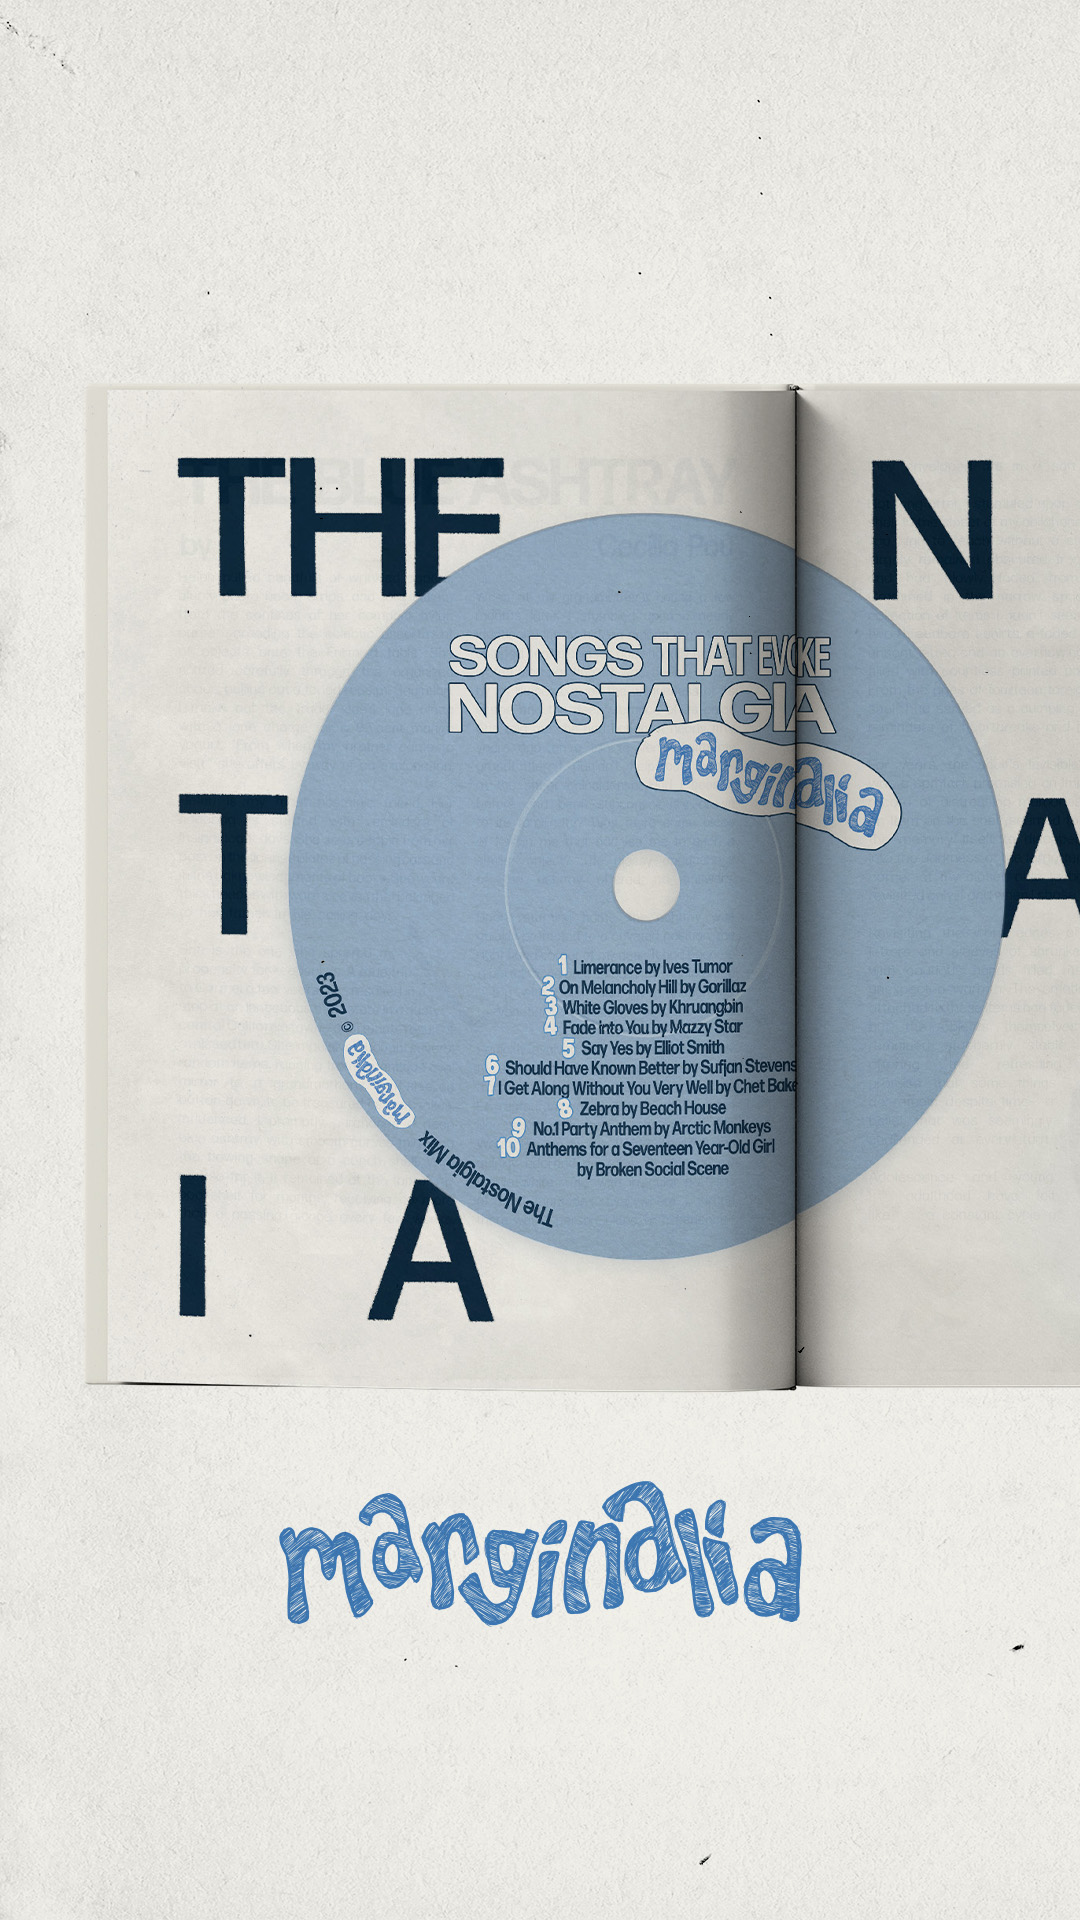 THE N
SONGS THAT EVOKE
NOSTALGIA
marginalia
T A
1 Limerance by Ives Tumor
2 On Melancholy Hill by Gorillaz
3 White Gloves by Khruangbin
4 Fade into You by Mazzy Star
5 Say Yes by Elliot Smith
6 Should Have Known Better by Sufjan Stevens
7 I Get Along Without You Very Well by Chet Bake
8 Zebra by Beach House
9 No.1 Party Anthem by Arctic Monkeys
10 Anthems for a Seventeen Year-Old Girl
by Broken Social Scene
The Nostalgia Mix marginalia © 2023
I A
marginalia